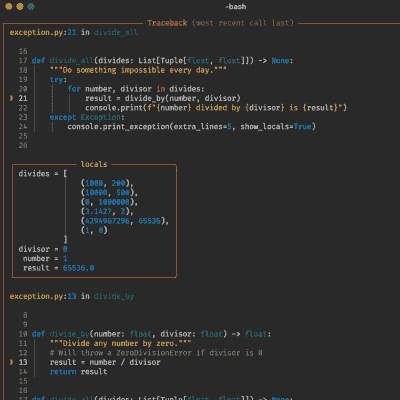 -bash
Traceback (most recent call last)
exception.py:21 in divide_all
16
17 def divide_all(divides: List[Tuple[float, float]]) -> None:
18 """Do something impossible every day."""
19 try:
20 for number, divisor in divides:
21 result = divide_by(number, divisor)
22 console.print(f"{number} divided by {divisor} is {result}")
23 except Exception:
24 console.print_exception(extra_lines=5, show_locals=True)
25
26
locals
divides = [
(1000, 200),
(10000, 500),
(0, 1000000),
(3.1427, 2),
(4294967296, 65536),
(1, 0)
]
divisor = 0
number = 1
result = 65536.0
exception.py:13 in divide_by
8
9
10 def divide_by(number: float, divisor: float) -> float:
11 """Divide any number by zero."""
12 # Will throw a ZeroDivisionError if divisor is 0
13 result = number / divisor
14 return result
15
16
17 def divide_all(divides: List[Tuple[float, float]]) -> None: